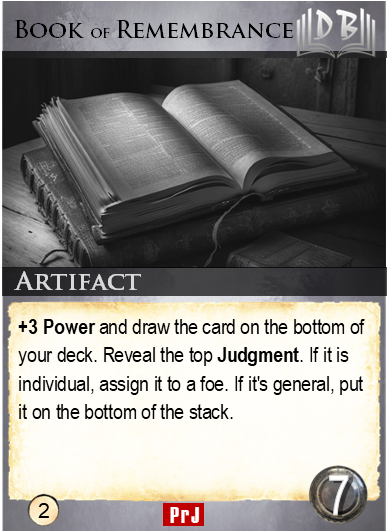 Book of Remembrance
DB
Artifact
+3 Power and draw the card on the bottom of
your deck. Reveal the top Judgment. If it is
individual, assign it to a foe. If it's general, put
it on the bottom of the stack.
2
PrJ
7